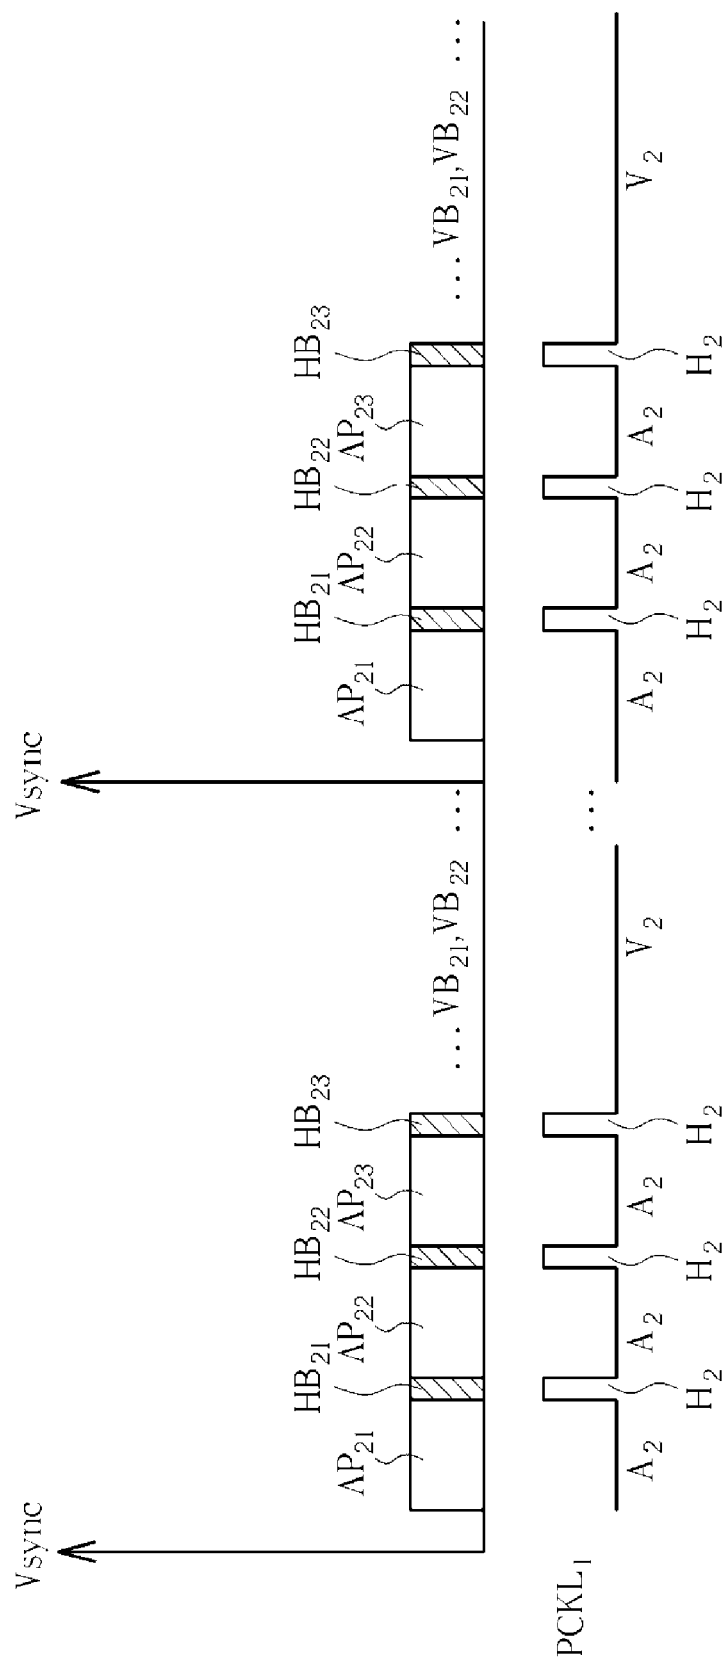 Vsync Vsync
HB21 HB22 HB23 HB21 HB22 HB23
AP21 AP22 AP23 AP21 AP22 AP23
... VB21,VB22 ... ... VB21,VB22 ...
PCKL1 ...
A2 A2 A2 V2 A2 A2 A2 V2
H2 H2 H2 H2 H2 H2